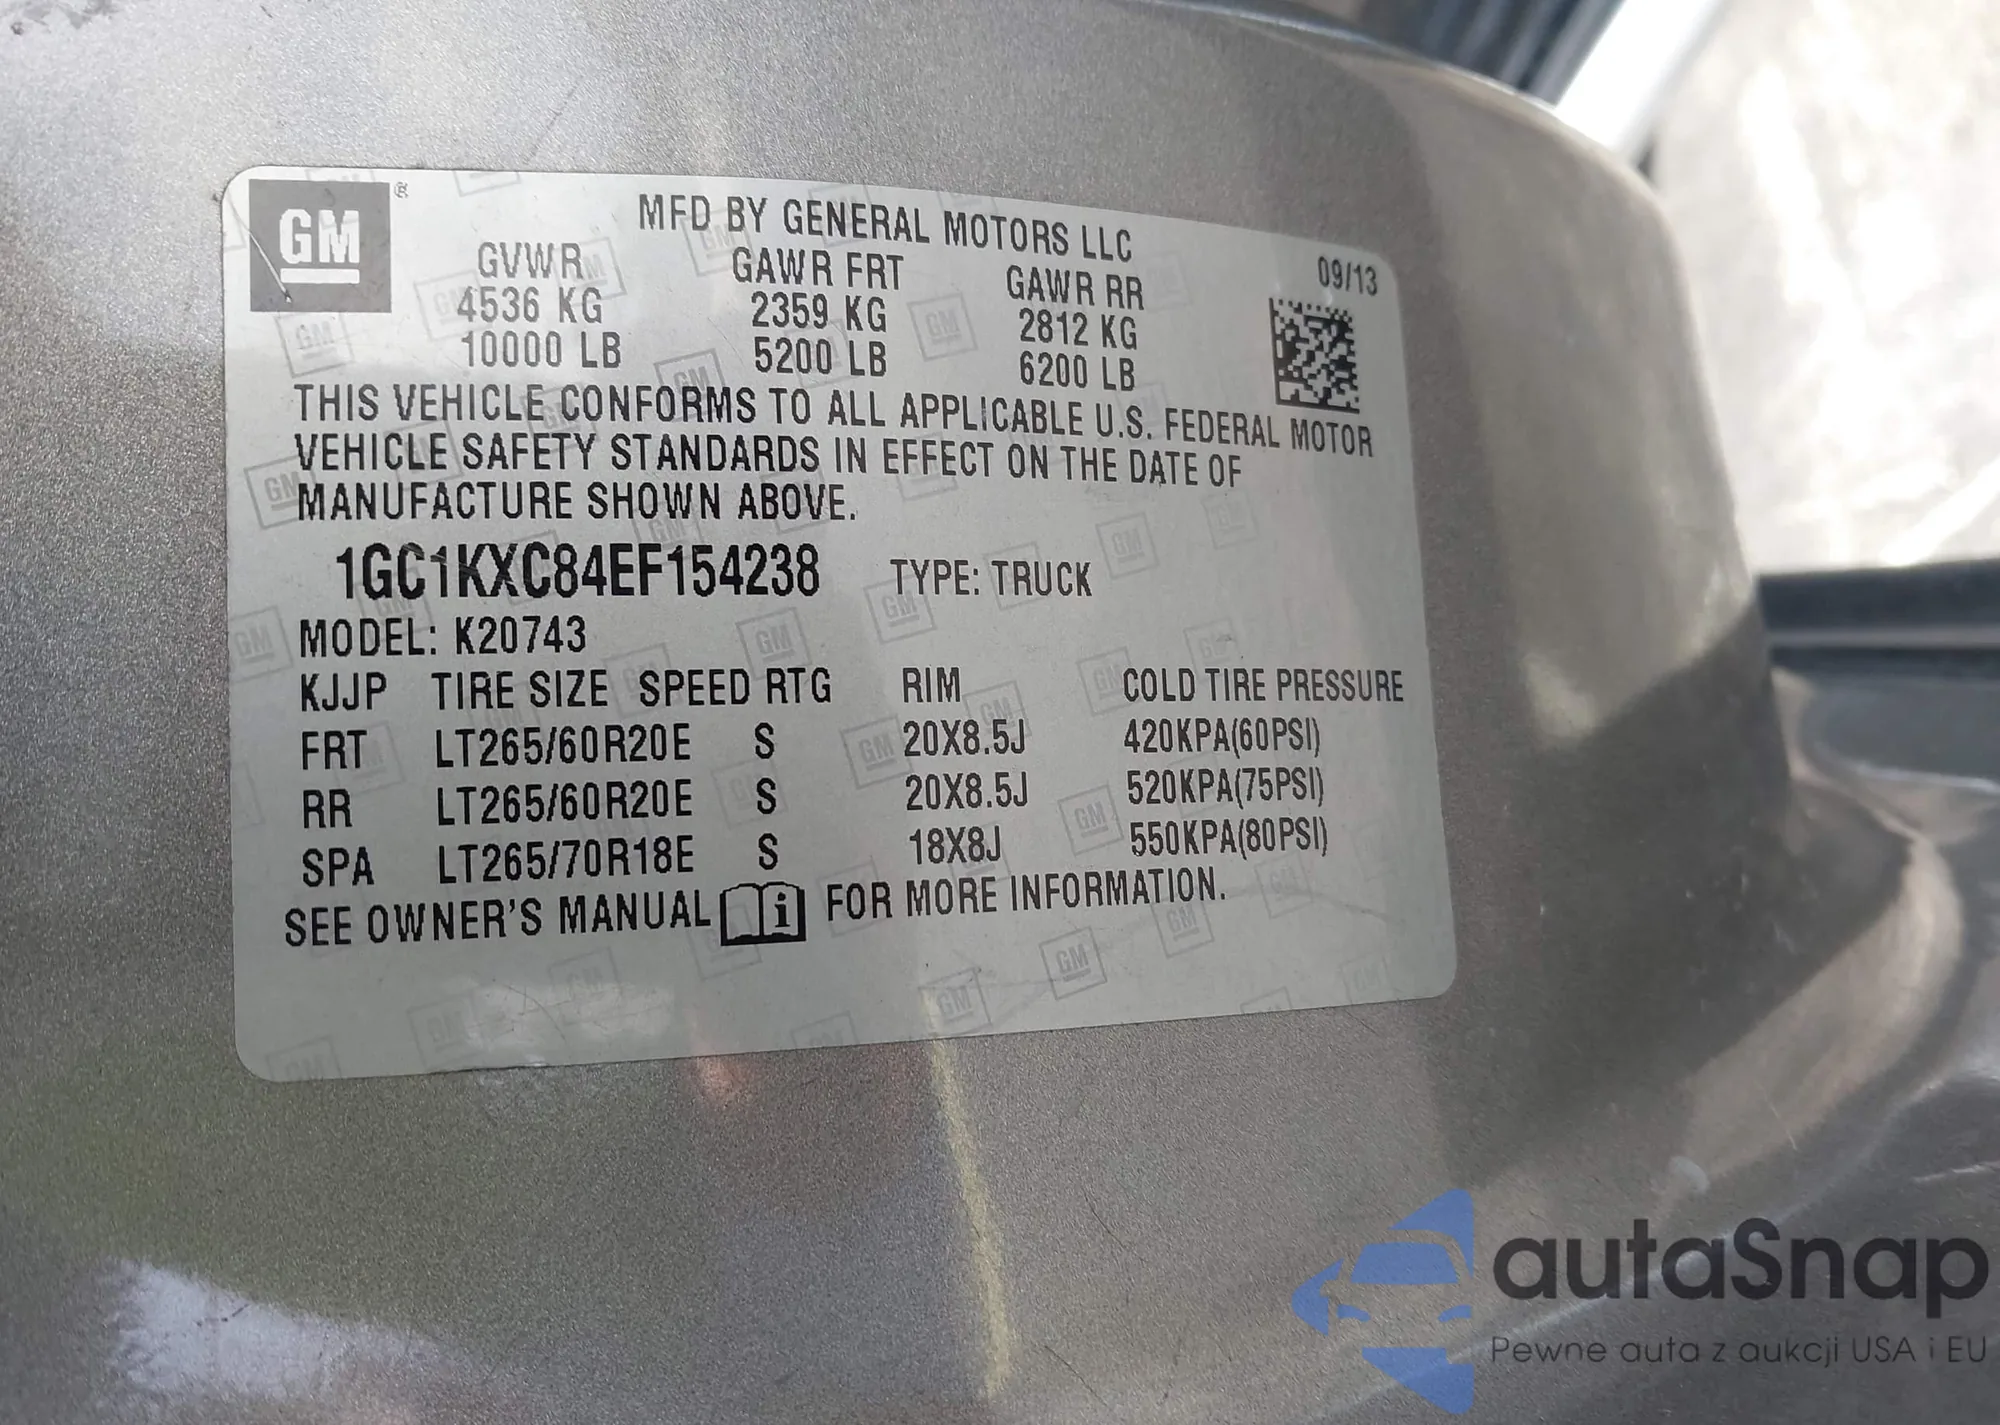 GM®
MFD BY GENERAL MOTORS LLC
GVWR GAWR FRT GAWR RR 09/13
4536 KG 2359 KG 2812 KG
10000 LB 5200 LB 6200 LB
THIS VEHICLE CONFORMS TO ALL APPLICABLE U.S. FEDERAL MOTOR
VEHICLE SAFETY STANDARDS IN EFFECT ON THE DATE OF
MANUFACTURE SHOWN ABOVE.
1GC1KXC84EF154238 TYPE: TRUCK
MODEL: K20743
KJJP TIRE SIZE SPEED RTG RIM COLD TIRE PRESSURE
FRT LT265/60R20E S 20X8.5J 420KPA(60PSI)
RR LT265/60R20E S 20X8.5J 520KPA(75PSI)
SPA LT265/70R18E S 18X8J 550KPA(80PSI)
SEE OWNER'S MANUAL i FOR MORE INFORMATION.
autaSnap
Pewne auta z aukcji USA i EU